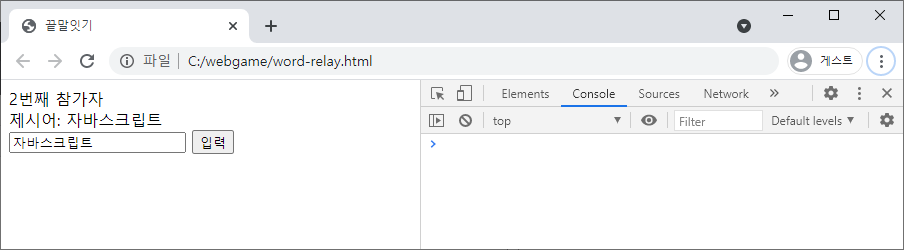 끝말잇기
파일 C:/webgame/word-relay.html 게스트
2번째 참가자
제시어: 자바스크립트
자바스크립트 입력
Elements Console Sources Network »
top Filter Default levels